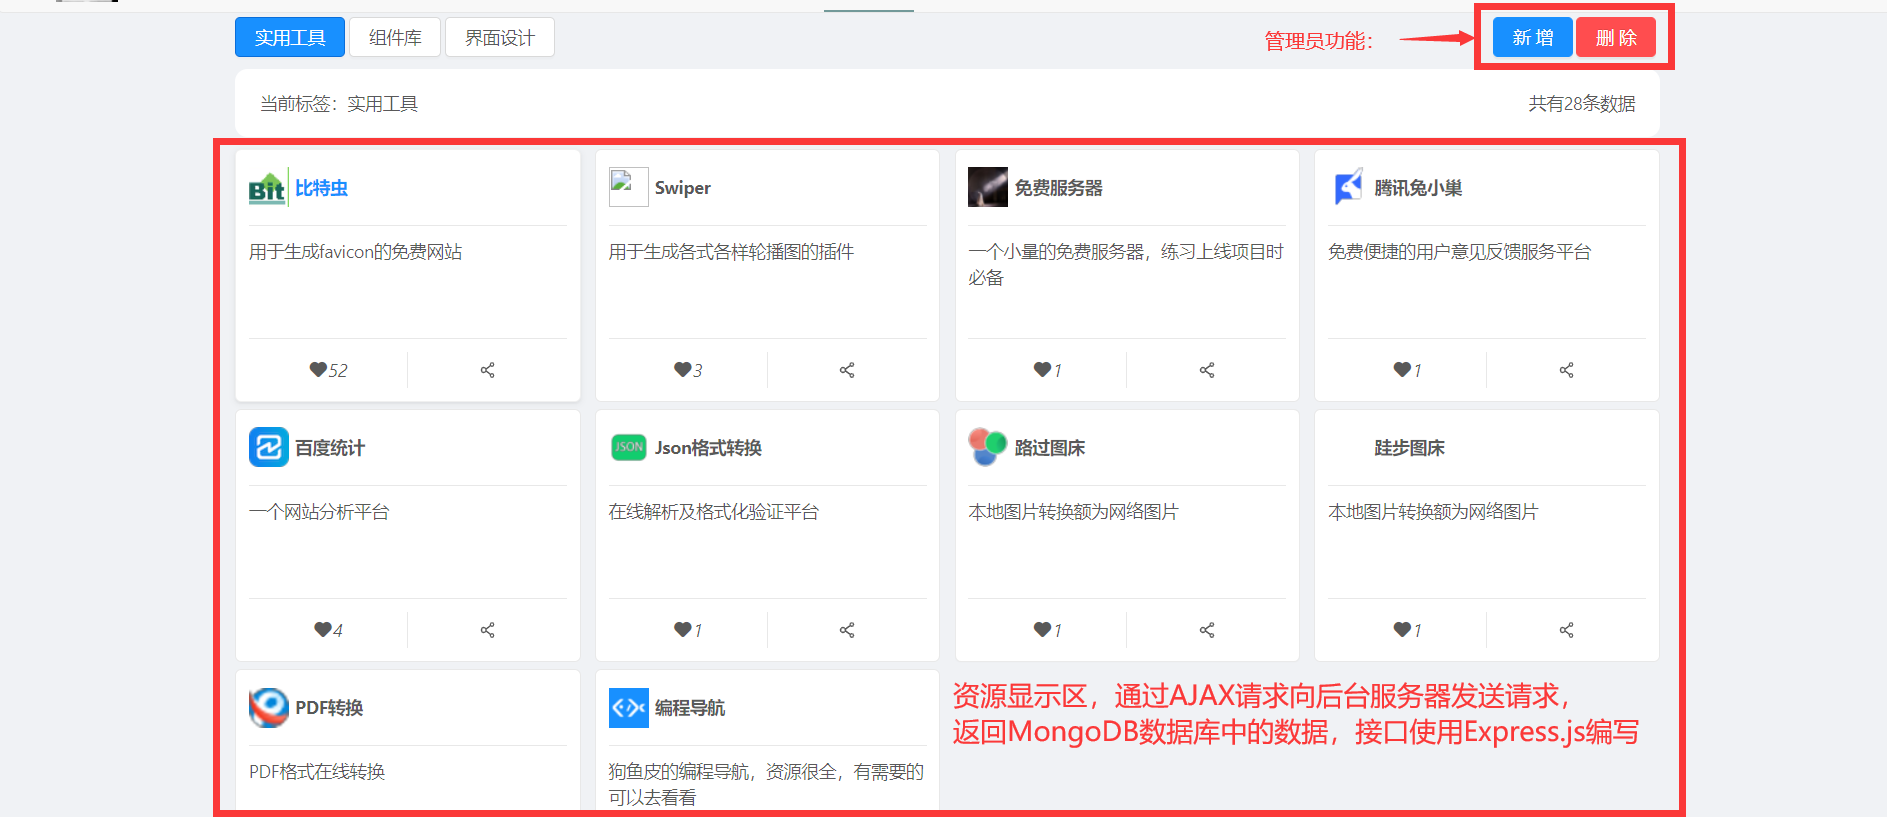 实用工具
组件库
界面设计
管理员功能:
新 增
删 除
当前标签：实用工具
共有28条数据
Bit
比特虫
用于生成favicon的免费网站
52
Swiper
用于生成各式各样轮播图的插件
3
免费服务器
一个小量的免费服务器，练习上线项目时
必备
1
腾讯兔小巢
免费便捷的用户意见反馈服务平台
1
百度统计
一个网站分析平台
4
JSON
Json格式转换
在线解析及格式化验证平台
1
路过图床
本地图片转换额为网络图片
1
跬步图床
本地图片转换额为网络图片
1
PDF转换
PDF格式在线转换
编程导航
狗鱼皮的编程导航，资源很全，有需要的
可以去看看
资源显示区，通过AJAX请求向后台服务器发送请求，
返回MongoDB数据库中的数据，接口使用Express.js编写